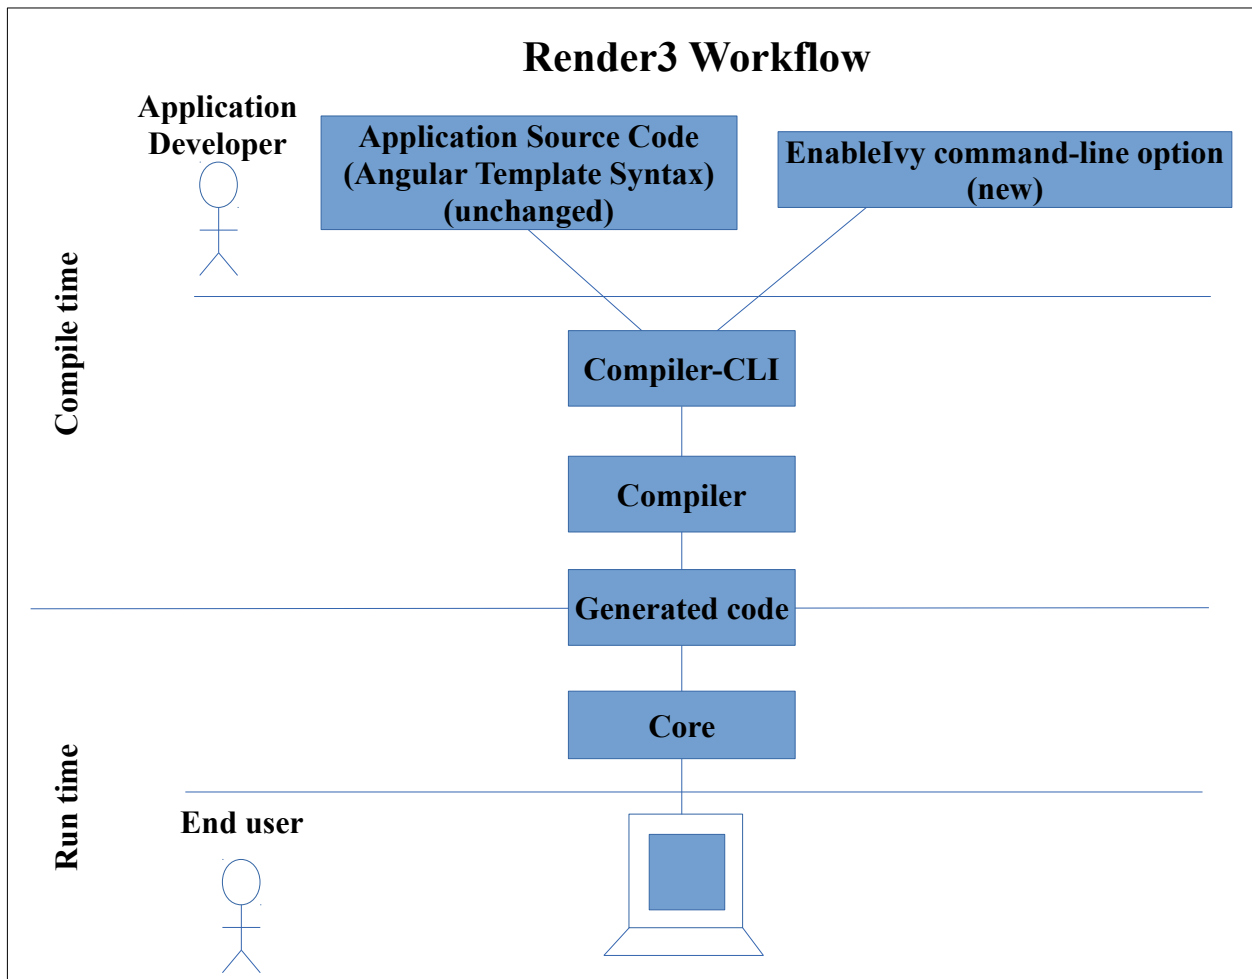 Render3 Workflow
Application
Developer
Application Source Code
(Angular Template Syntax)
(unchanged)
EnableIvy command-line option
(new)
Compile time
Compiler-CLI
Compiler
Generated code
Core
Run time
End user